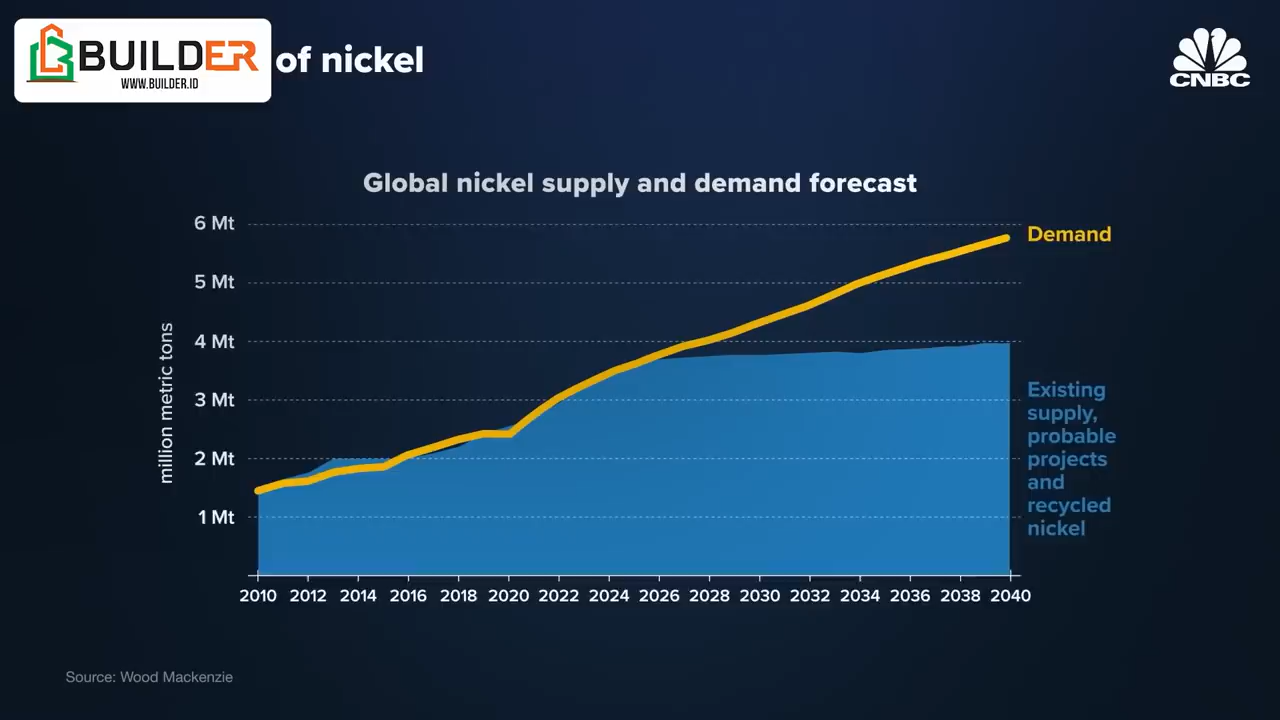 BUILDER
WWW.BUILDER.ID
of nickel
CNBC
Global nickel supply and demand forecast
6 Mt
5 Mt
4 Mt
3 Mt
2 Mt
1 Mt
million metric tons
Demand
Existing
supply,
probable
projects
and
recycled
nickel
2010 2012 2014 2016 2018 2020 2022 2024 2026 2028 2030 2032 2034 2036 2038 2040
Source: Wood Mackenzie